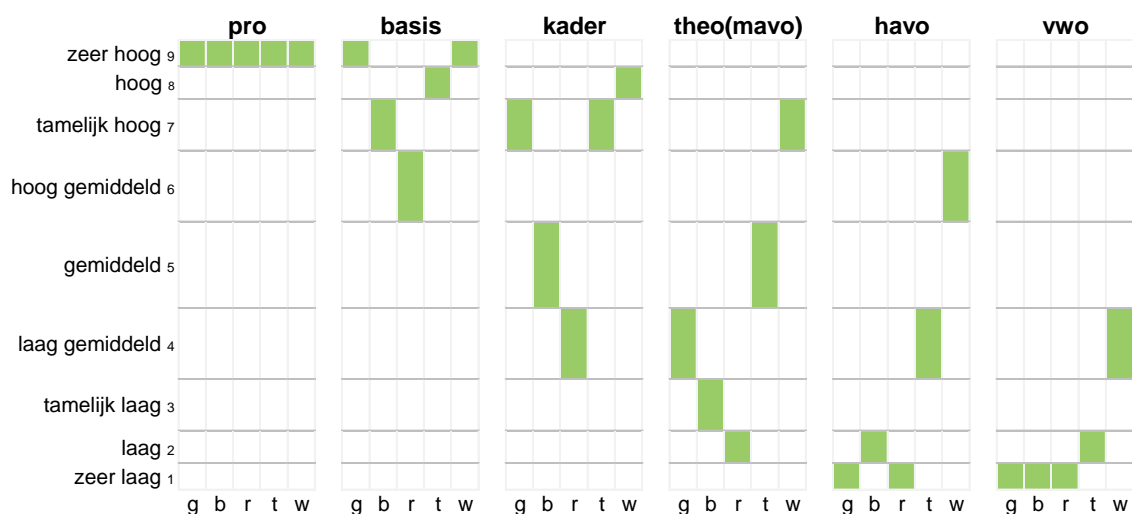 pro basis kader theo(mavo) havo vwo
zeer hoog 9
hoog 8
tamelijk hoog 7
hoog gemiddeld 6
gemiddeld 5
laag gemiddeld 4
tamelijk laag 3
laag 2
zeer laag 1
g b r t w g b r t w g b r t w g b r t w g b r t w g b r t w